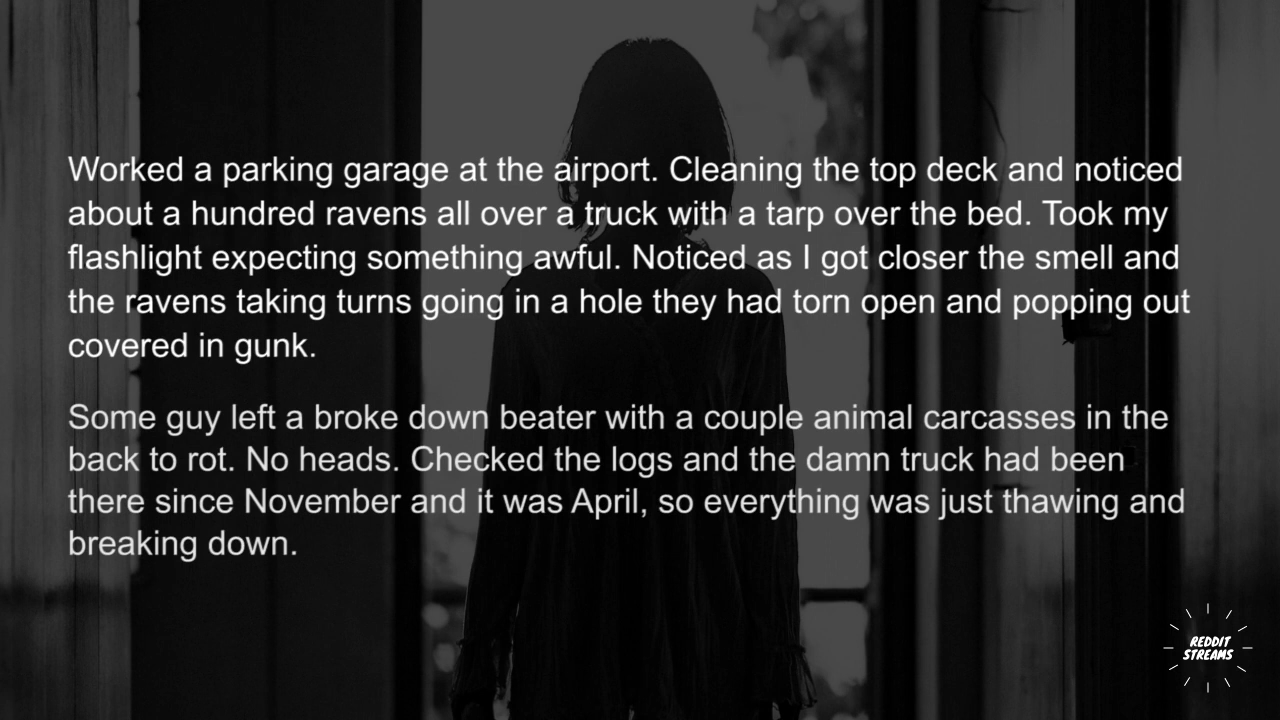 Worked a parking garage at the airport. Cleaning the top deck and noticed
about a hundred ravens all over a truck with a tarp over the bed. Took my
flashlight expecting something awful. Noticed as I got closer the smell and
the ravens taking turns going in a hole they had torn open and popping out
covered in gunk.
Some guy left a broke down beater with a couple animal carcasses in the
back to rot. No heads. Checked the logs and the damn truck had been
there since November and it was April, so everything was just thawing and
breaking down.
REDDIT
STREAMS